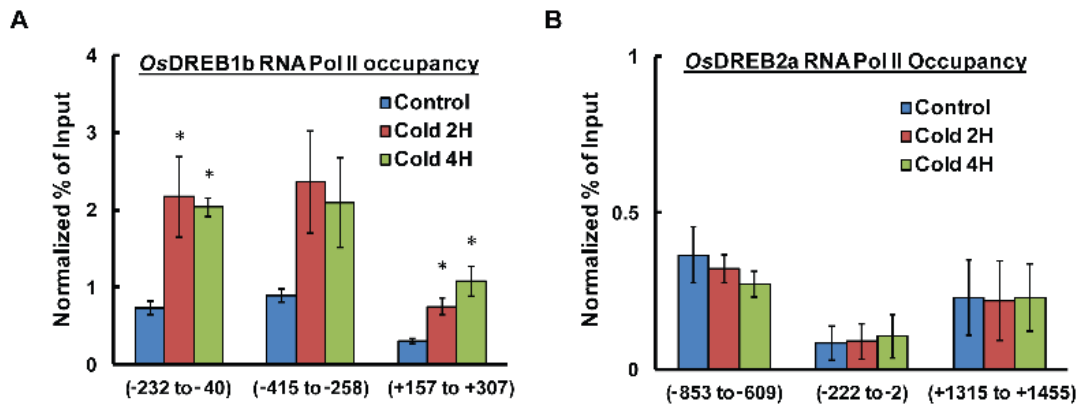 A
OsDREB1b RNA Pol II occupancy
Normalized % of Input
4
3
2
1
0
Control
Cold 2H
Cold 4H
*
*
*
*
(-232 to -40)
(-415 to -258)
(+157 to +307)
B
OsDREB2a RNA Pol II Occupancy
Normalized % of Input
1
0.5
0
Control
Cold 2H
Cold 4H
(-853 to -609)
(-222 to -2)
(+1315 to +1455)